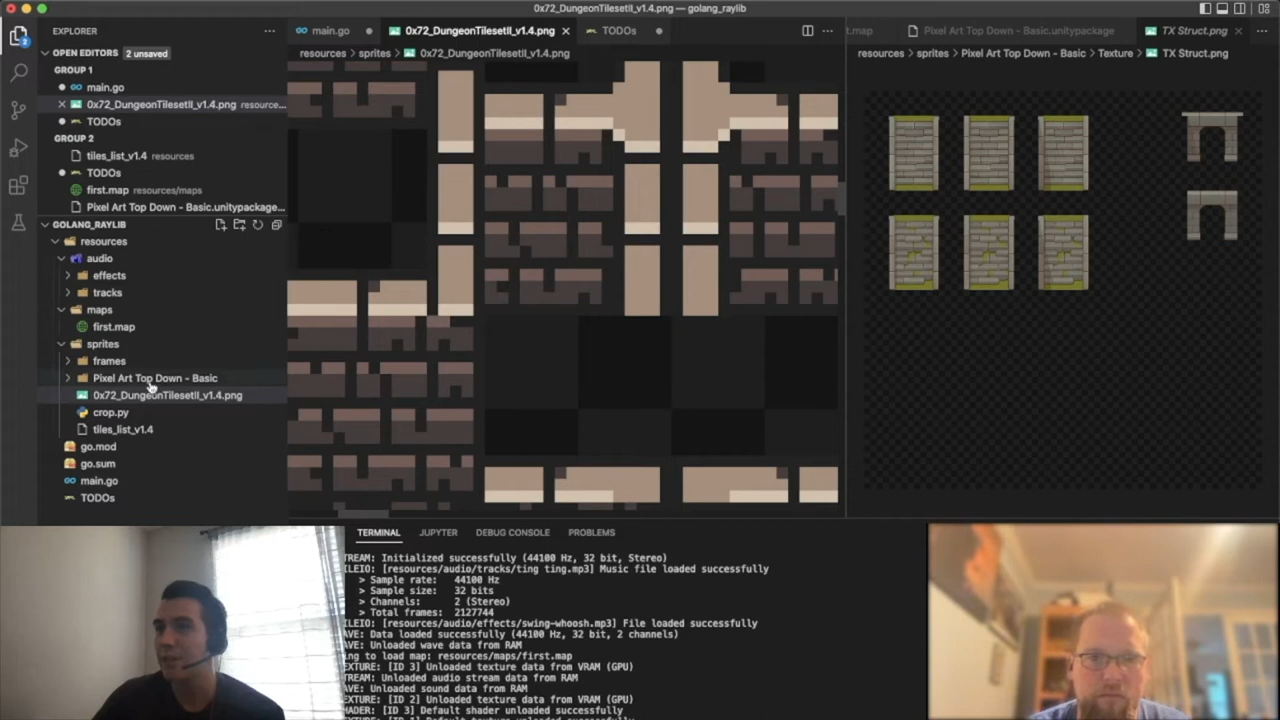 0x72_DungeonTilesetII_v1.4.png — golang_raylib
EXPLORER
OPEN EDITORS 2 unsaved
GROUP 1
main.go
0x72_DungeonTilesetII_v1.4.png resource...
TODOs
GROUP 2
tiles_list_v1.4 resources
TODOs
first.map resources/maps
Pixel Art Top Down - Basic.unitypackage...
GOLANG_RAYLIB
resources
audio
effects
tracks
maps
first.map
sprites
frames
Pixel Art Top Down - Basic
0x72_DungeonTilesetII_v1.4.png
crop.py
tiles_list_v1.4
go.mod
go.sum
main.go
TODOs
2
main.go 0x72_DungeonTilesetII_v1.4.png TODOs
resources > sprites > 0x72_DungeonTilesetII_v1.4.png
t.map Pixel Art Top Down - Basic.unitypackage TX Struct.png
resources > sprites > Pixel Art Top Down - Basic > Texture > TX Struct.png
TERMINAL JUPYTER DEBUG CONSOLE PROBLEMS
TREAM: Initialized successfully (44100 Hz, 32 bit, Stereo)
ILEIO: [resources/audio/tracks/ting ting.mp3] Music file loaded successfully
> Sample rate: 44100 Hz
> Sample size: 32 bits
> Channels: 2 (Stereo)
> Total frames: 2127744
ILEIO: [resources/audio/effects/swing-whoosh.mp3] File loaded successfully
AVE: Data loaded successfully (44100 Hz, 32 bit, 2 channels)
AVE: Unloaded wave data from RAM
ing to load map: resources/maps/first.map
EXTURE: [ID 3] Unloaded texture data from VRAM (GPU)
TREAM: Unloaded audio stream data from RAM
AVE: Unloaded sound data from RAM
EXTURE: [ID 2] Unloaded texture data from VRAM (GPU)
HADER: [ID 3] Default shader unloaded successfully
EXTURE: [ID 1] Default texture unloaded successfully